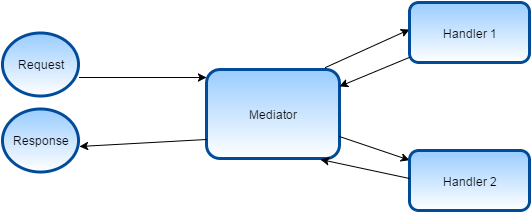 Request
Response
Mediator
Handler 1
Handler 2